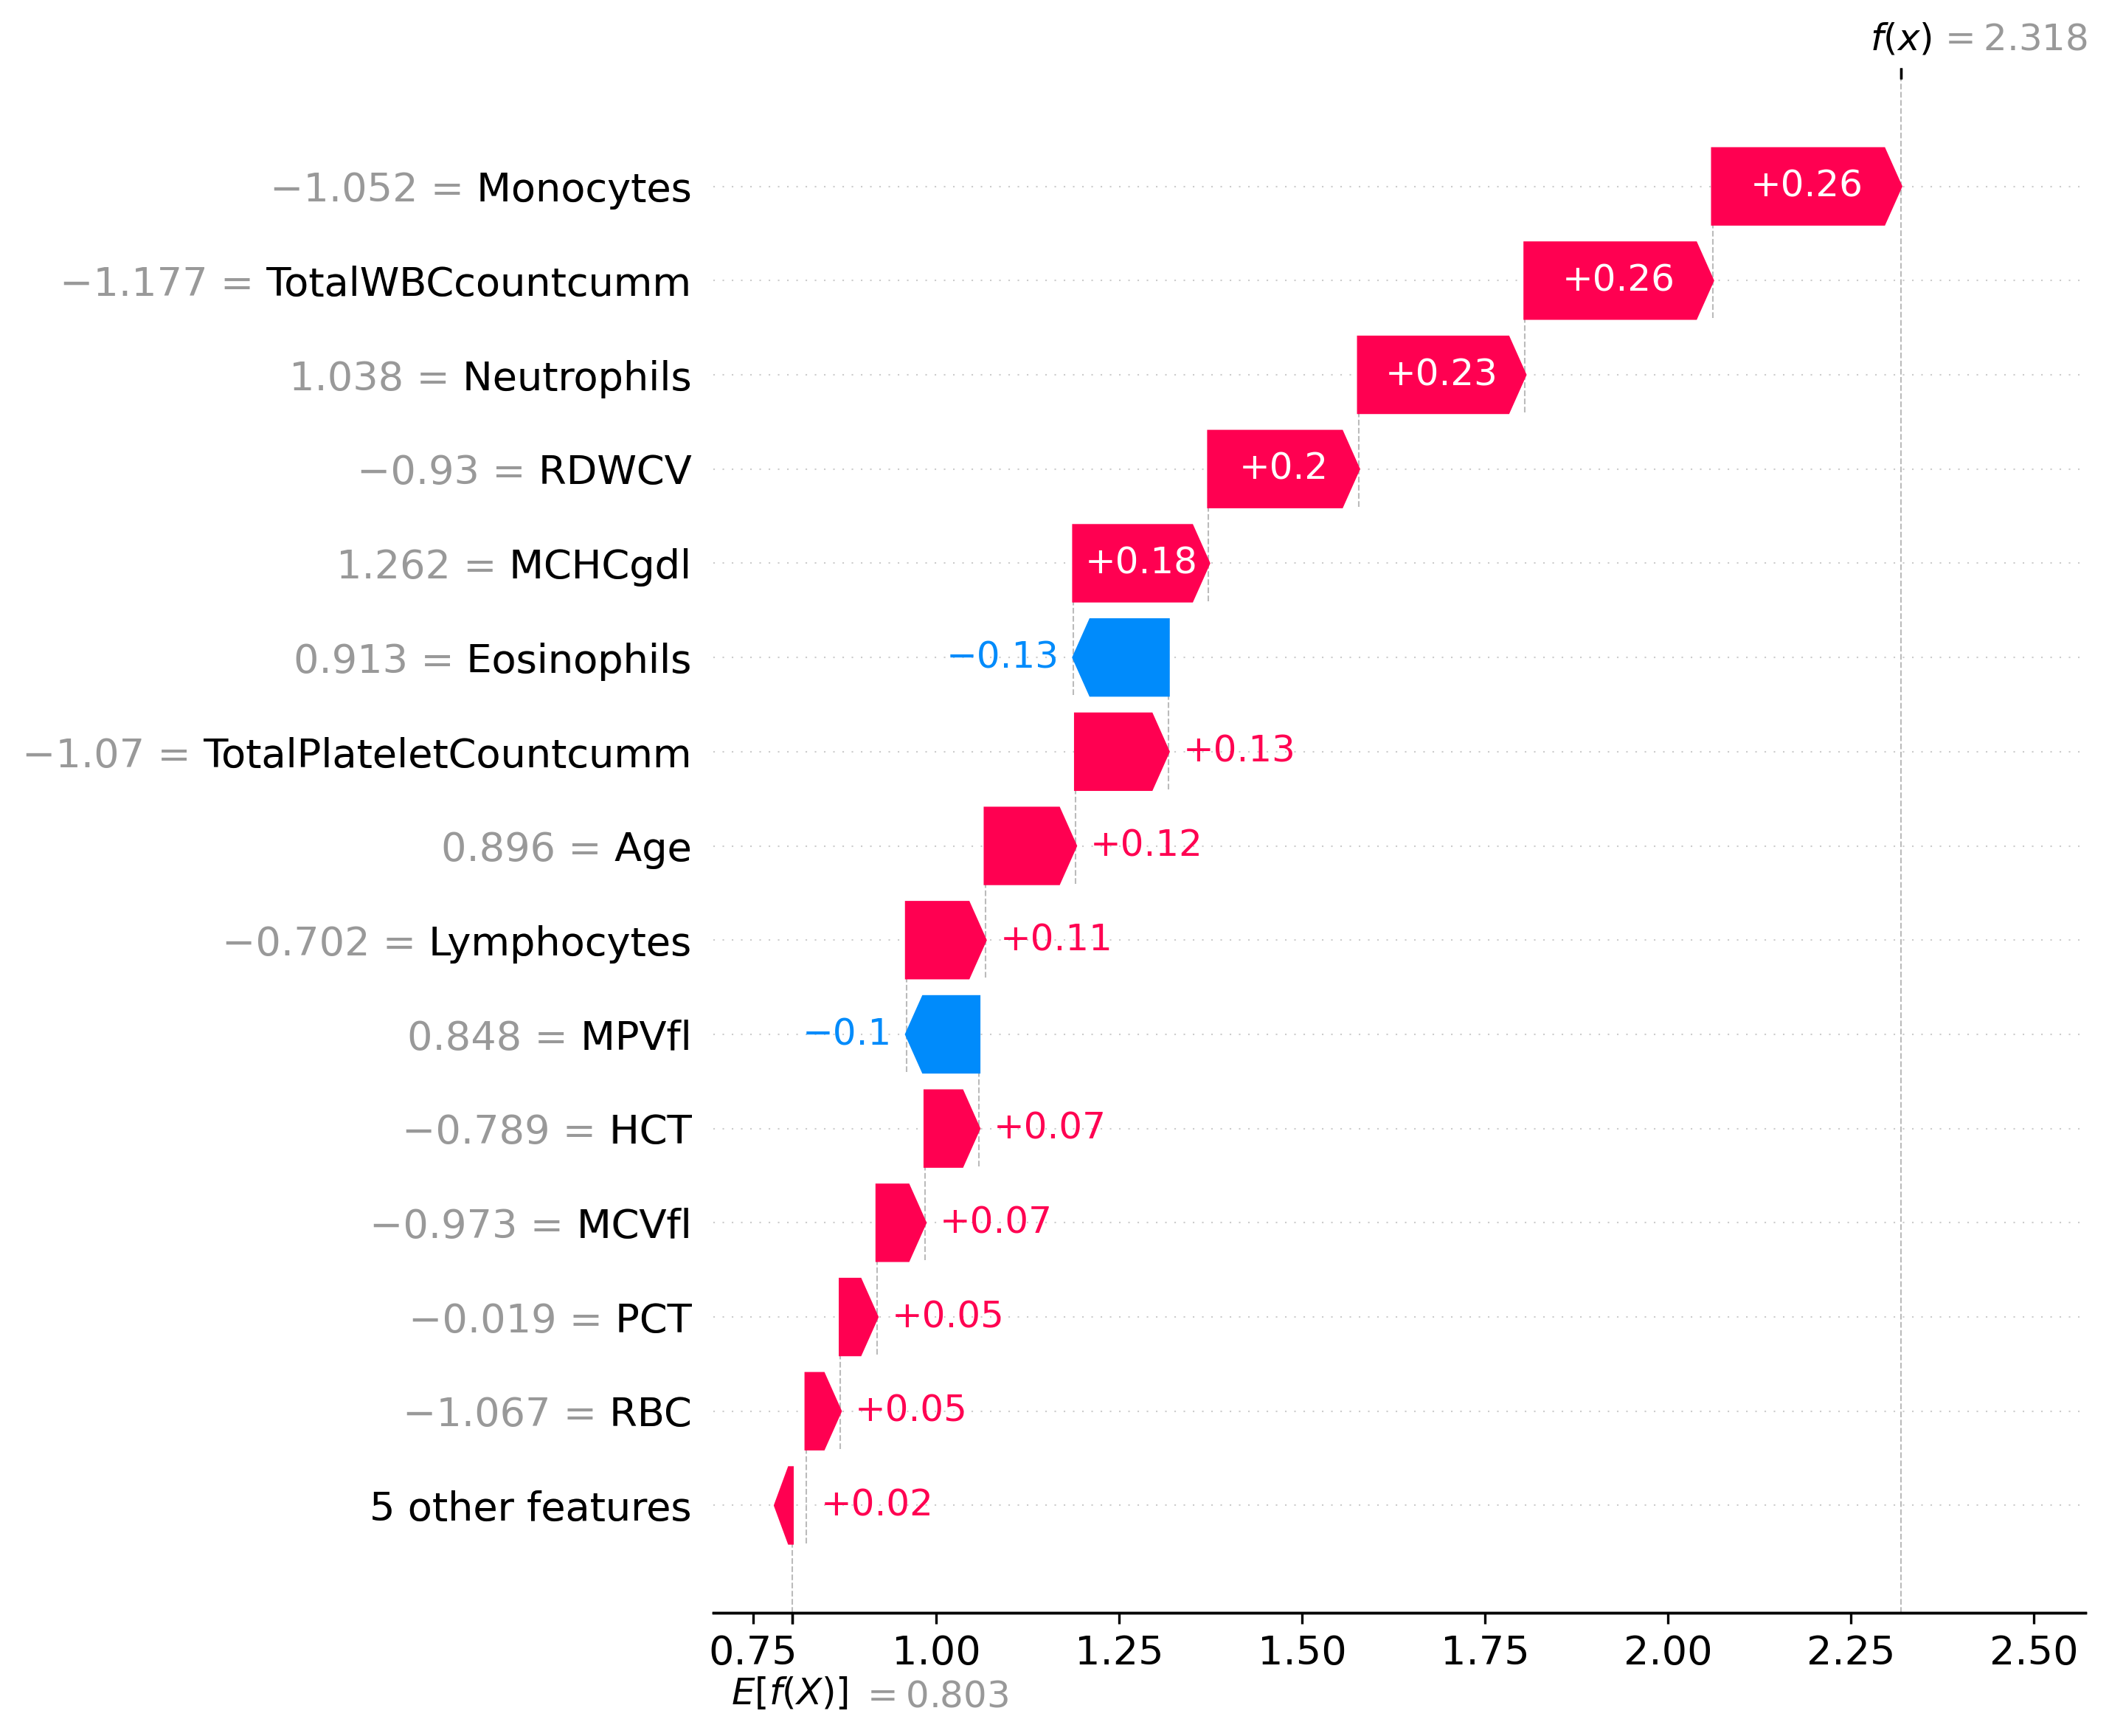 f(x) = 2.318
−1.052 = Monocytes +0.26
−1.177 = TotalWBCcountcumm +0.26
1.038 = Neutrophils +0.23
−0.93 = RDWCV +0.2
1.262 = MCHCgdl +0.18
0.913 = Eosinophils −0.13
−1.07 = TotalPlateletCountcumm +0.13
0.896 = Age +0.12
−0.702 = Lymphocytes +0.11
0.848 = MPVfl −0.1
−0.789 = HCT +0.07
−0.973 = MCVfl +0.07
−0.019 = PCT +0.05
−1.067 = RBC +0.05
5 other features +0.02
0.75 1.00 1.25 1.50 1.75 2.00 2.25 2.50
E[f(X)] = 0.803